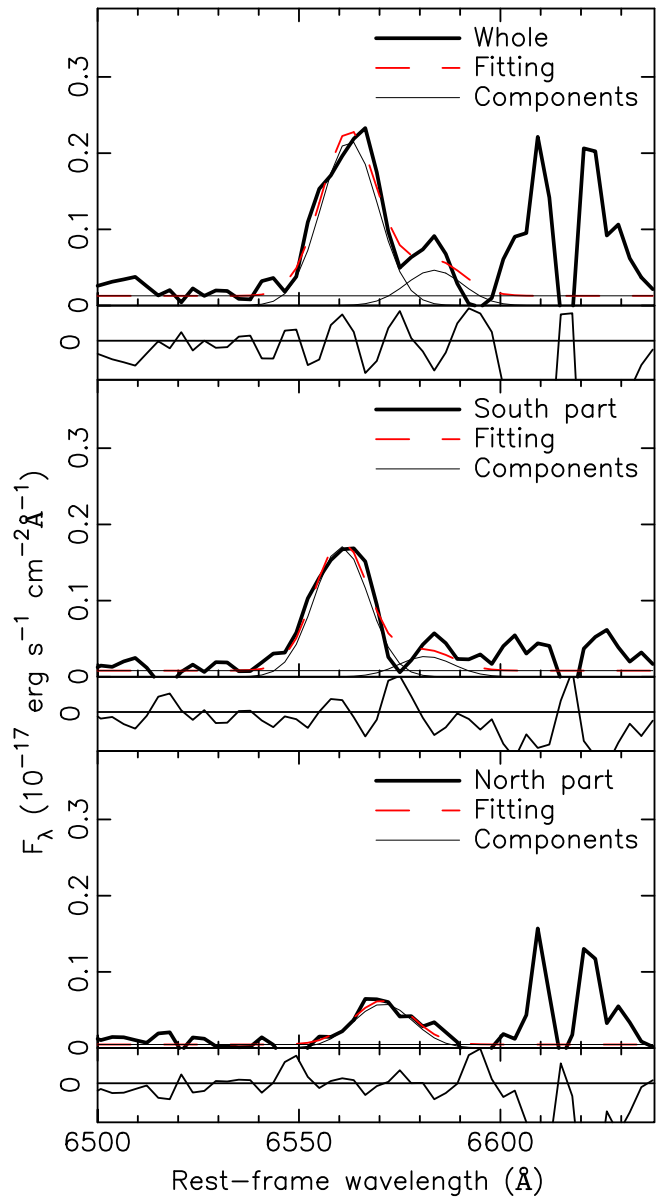 Whole
Fitting
Components
0.3
0.2
0.1
0
0
South part
Fitting
Components
0.3
0.2
0.1
0
0
North part
Fitting
Components
0.3
0.2
0.1
0
0
F_λ (10^−17 erg s^−1 cm^−2 Å^−1)
6500 6550 6600
Rest−frame wavelength (Å)